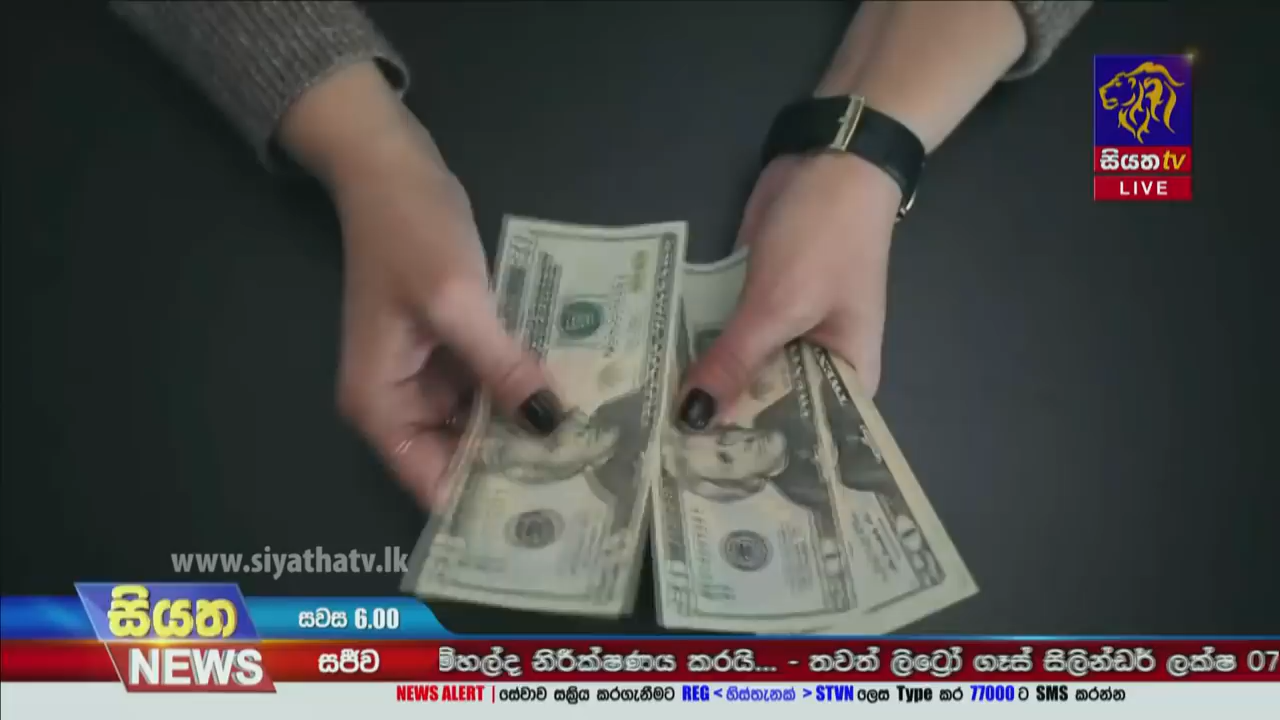 සියත tv
LIVE
www.siyathatv.lk
සියත
NEWS
සවස 6.00
සජීව
මිහල්ද නිරීක්ෂණය කරයි... - තවත් ලිට්‍රෝ ගෑස් සිලින්ඩර් ලක්ෂ 07
NEWS ALERT | සේවාව සක්‍රිය කරගැනීමට REG < හිස්තැනක් > STVN ලෙස Type කර 77000 ට SMS කරන්න